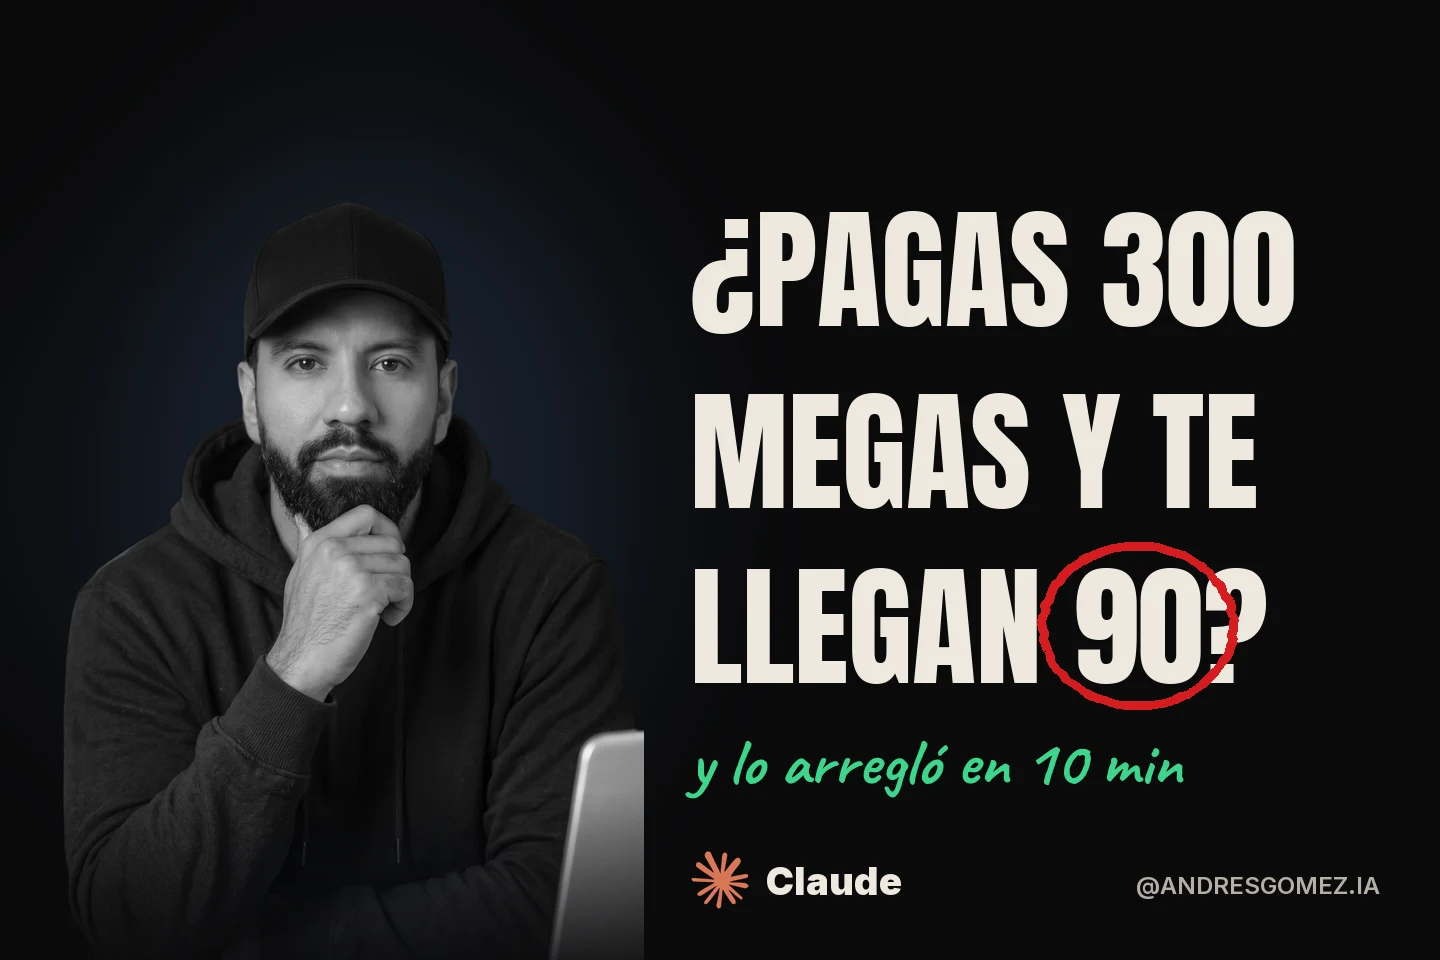 ¿PAGAS 300
MEGAS Y TE
LLEGAN 90?
y lo arregló en 10 min
Claude
@ANDRESGOMEZ.IA